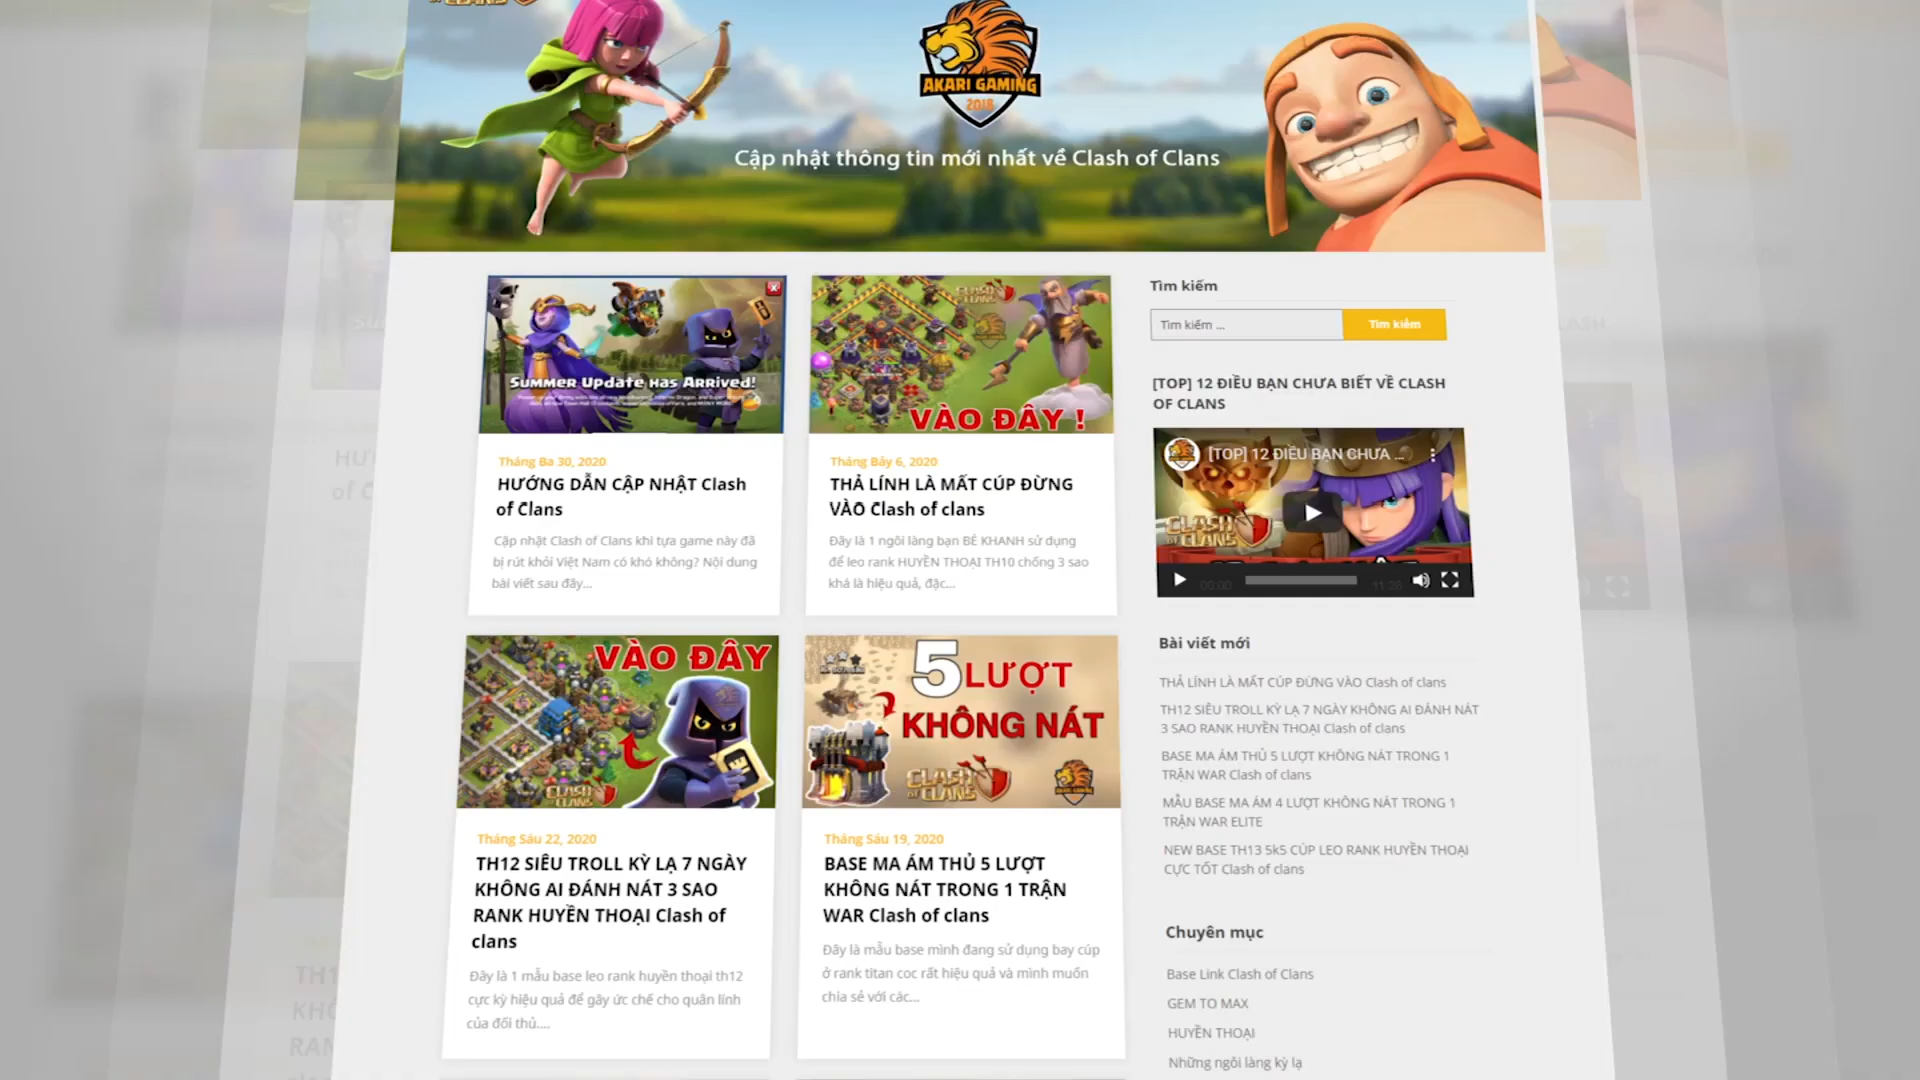 AKARI GAMING
2018
Cập nhật thông tin mới nhất về Clash of Clans
SUMMER UPDATE HAS ARRIVED!
Tháng Ba 30, 2020
HƯỚNG DẪN CẬP NHẬT Clash
of Clans
Cập nhật Clash of Clans khi tựa game này đã
bị rút khỏi Việt Nam có khó không? Nội dung
bài viết sau đây...
VÀO ĐÂY !
Tháng Bảy 6, 2020
THẢ LÍNH LÀ MẤT CÚP ĐỪNG
VÀO Clash of clans
Đây là 1 ngôi làng bạn BÉ KHANH sử dụng
để leo rank HUYỀN THOẠI TH10 chống 3 sao
khá là hiệu quả, đặc...
VÀO ĐÂY
CLASH
OF CLANS
Tháng Sáu 22, 2020
TH12 SIÊU TROLL KỲ LẠ 7 NGÀY
KHÔNG AI ĐÁNH NÁT 3 SAO
RANK HUYỀN THOẠI Clash of
clans
Đây là 1 mẫu base leo rank huyền thoại th12
cực kỳ hiệu quả để gây ức chế cho quân lính
của đối thủ....
5 LƯỢT
KHÔNG NÁT
CLASH
OF CLANS
AKARI GAMING
Tháng Sáu 19, 2020
BASE MA ÁM THỦ 5 LƯỢT
KHÔNG NÁT TRONG 1 TRẬN
WAR Clash of clans
Đây là mẫu base mình đang sử dụng bay cúp
ở rank titan coc rất hiệu quả và mình muốn
chia sẻ với các...
Tìm kiếm
Tìm kiếm ...
Tìm kiếm
[TOP] 12 ĐIỀU BẠN CHƯA BIẾT VỀ CLASH
OF CLANS
[TOP] 12 ĐIỀU BẠN CHƯA ...
CLASH
OF CLANS
00:00
Bài viết mới
THẢ LÍNH LÀ MẤT CÚP ĐỪNG VÀO Clash of clans
TH12 SIÊU TROLL KỲ LẠ 7 NGÀY KHÔNG AI ĐÁNH NÁT
3 SAO RANK HUYỀN THOẠI Clash of clans
BASE MA ÁM THỦ 5 LƯỢT KHÔNG NÁT TRONG 1
TRẬN WAR Clash of clans
MẪU BASE MA ÁM 4 LƯỢT KHÔNG NÁT TRONG 1
TRẬN WAR ELITE
NEW BASE TH13 5k5 CÚP LEO RANK HUYỀN THOẠI
CỰC TỐT Clash of clans
Chuyên mục
Base Link Clash of Clans
GEM TO MAX
HUYỀN THOẠI
Những ngôi làng kỳ lạ